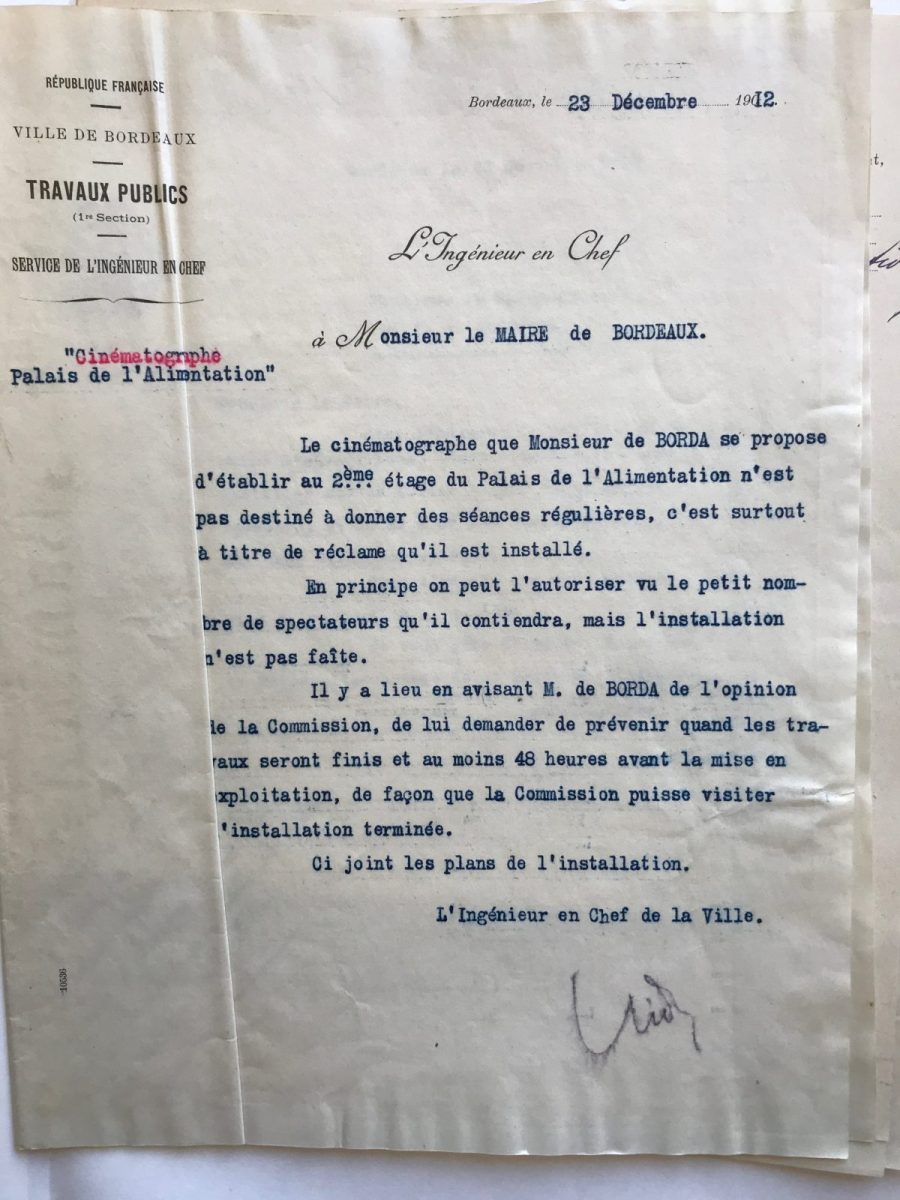 RÉPUBLIQUE FRANÇAISE
VILLE DE BORDEAUX
TRAVAUX PUBLICS
(1re Section)
SERVICE DE L'INGÉNIEUR EN CHEF
"Cinématographe
Palais de l'Alimentation"
Bordeaux, le 23 Décembre 1912.
L'Ingénieur en Chef
à Monsieur le MAIRE de BORDEAUX.
Le cinématographe que Monsieur de BORDA se propose
d'établir au 2ème étage du Palais de l'Alimentation n'est
pas destiné à donner des séances régulières, c'est surtout
à titre de réclame qu'il est installé.
En principe on peut l'autoriser vu le petit nom-
bre de spectateurs qu'il contiendra, mais l'installation
n'est pas faîte.
Il y a lieu en avisant M. de BORDA de l'opinion
de la Commission, de lui demander de prévenir quand les tra-
vaux seront finis et au moins 48 heures avant la mise en
xploitation, de façon que la Commission puisse visiter
'installation terminée.
Ci joint les plans de l'installation.
L'Ingénieur en Chef de la Ville.
10536